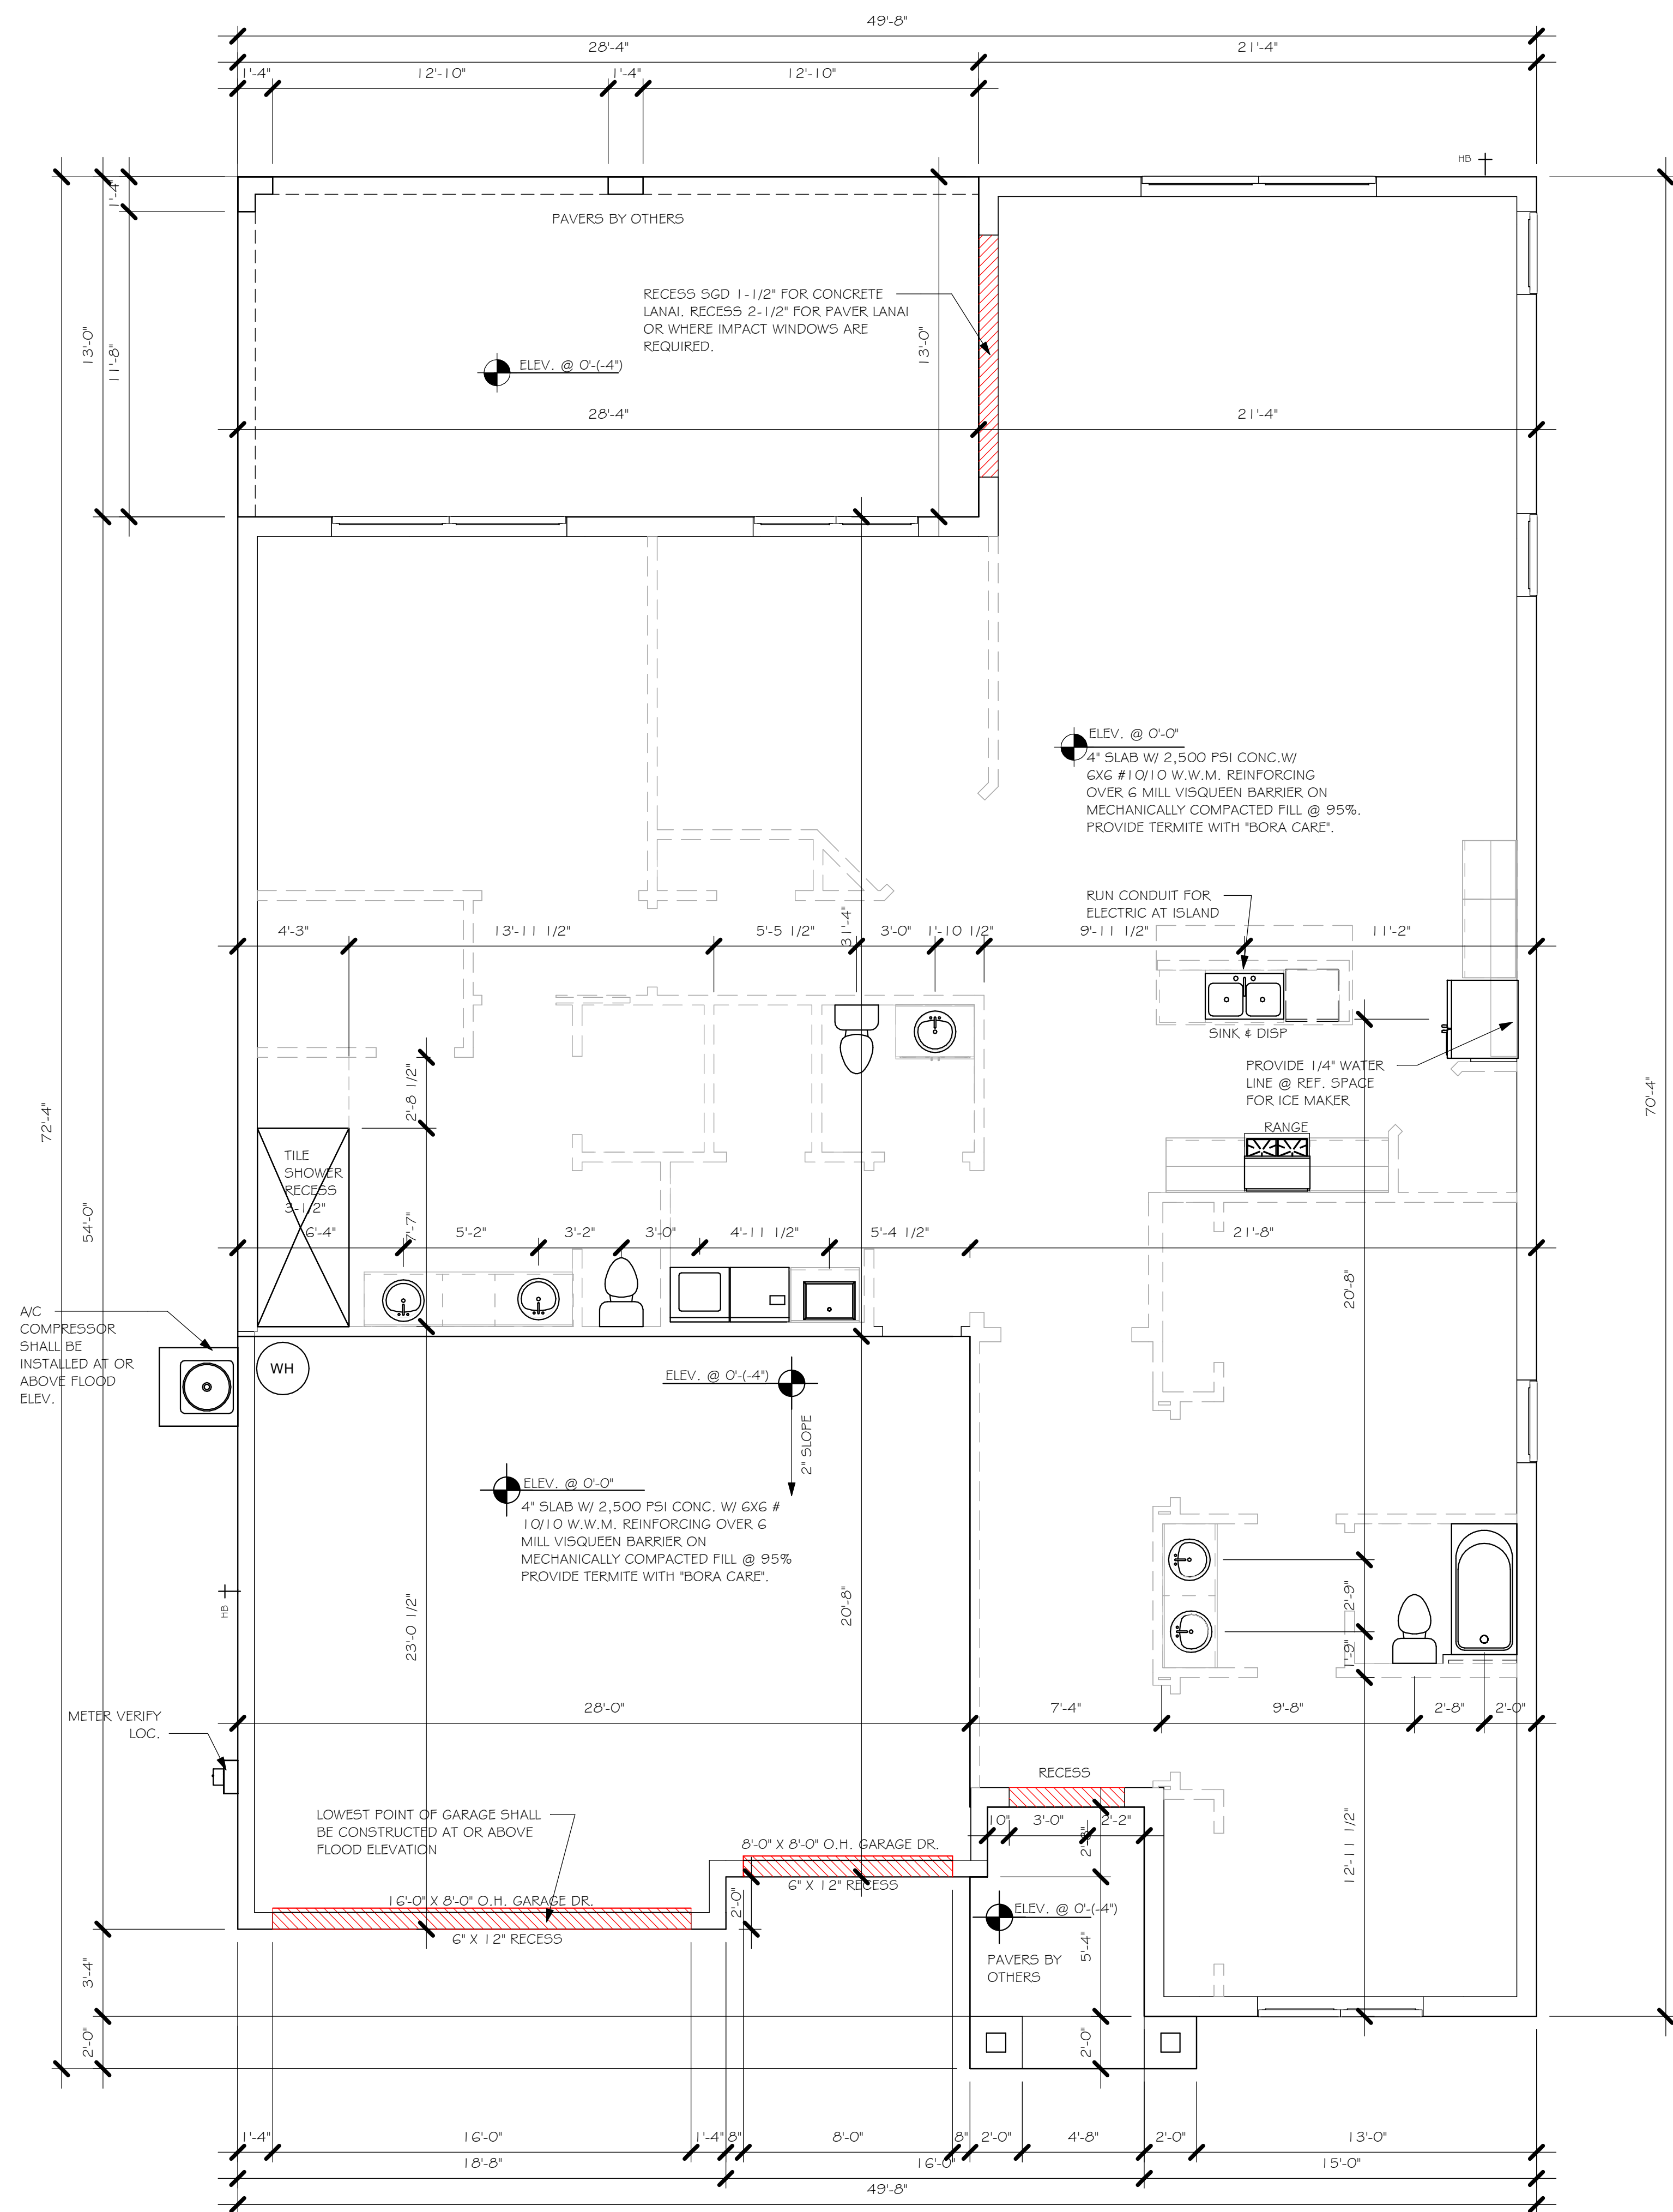 49'-8"
28'-4"
21'-4"
1'-4"
12'-10"
1'-4"
12'-10"
HB
1'-4"
PAVERS BY OTHERS
RECESS SGD 1-1/2" FOR CONCRETE
LANAI. RECESS 2-1/2" FOR PAVER LANAI
OR WHERE IMPACT WINDOWS ARE
REQUIRED.
13'-0"
11'-8"
13'-0"
ELEV. @ 0'-(-4")
28'-4"
21'-4"
ELEV. @ 0'-0"
4" SLAB W/ 2,500 PSI CONC.W/
6X6 #10/10 W.W.M. REINFORCING
OVER 6 MILL VISQUEEN BARRIER ON
MECHANICALLY COMPACTED FILL @ 95%.
PROVIDE TERMITE WITH "BORA CARE".
RUN CONDUIT FOR
ELECTRIC AT ISLAND
4'-3"
13'-11 1/2"
5'-5 1/2"
31'-4"
3'-0"
1'-10 1/2"
9'-11 1/2"
11'-2"
SINK & DISP
PROVIDE 1/4" WATER
LINE @ REF. SPACE
FOR ICE MAKER
RANGE
72'-4"
70'-4"
2'-8 1/2"
TILE
SHOWER
RECESS
3-1/2"
54'-0"
6'-4"
7'-7"
5'-2"
3'-2"
3'-0"
4'-11 1/2"
5'-4 1/2"
21'-8"
20'-8"
A/C
COMPRESSOR
SHALL BE
INSTALLED AT OR
ABOVE FLOOD
ELEV.
WH
ELEV. @ 0'-(-4")
2" SLOPE
ELEV. @ 0'-0"
4" SLAB W/ 2,500 PSI CONC. W/ 6X6 #
10/10 W.W.M. REINFORCING OVER 6
MILL VISQUEEN BARRIER ON
MECHANICALLY COMPACTED FILL @ 95%
PROVIDE TERMITE WITH "BORA CARE".
HB
23'-0 1/2"
20'-8"
2'-9"
1'-9"
METER VERIFY
LOC.
28'-0"
7'-4"
9'-8"
2'-8"
2'-0"
RECESS
LOWEST POINT OF GARAGE SHALL
BE CONSTRUCTED AT OR ABOVE
FLOOD ELEVATION
10"
3'-0"
2'-2"
2'-8"
12'-11 1/2"
8'-0" X 8'-0" O.H. GARAGE DR.
6" X 12" RECESS
16'-0" X 8'-0" O.H. GARAGE DR.
6" X 12" RECESS
2'-0"
ELEV. @ 0'-(-4")
5'-4"
PAVERS BY
OTHERS
3'-4"
2'-0"
2'-0"
1'-4"
16'-0"
1'-4"
8"
8'-0"
8"
2'-0"
4'-8"
2'-0"
13'-0"
18'-8"
16'-0"
15'-0"
49'-8"